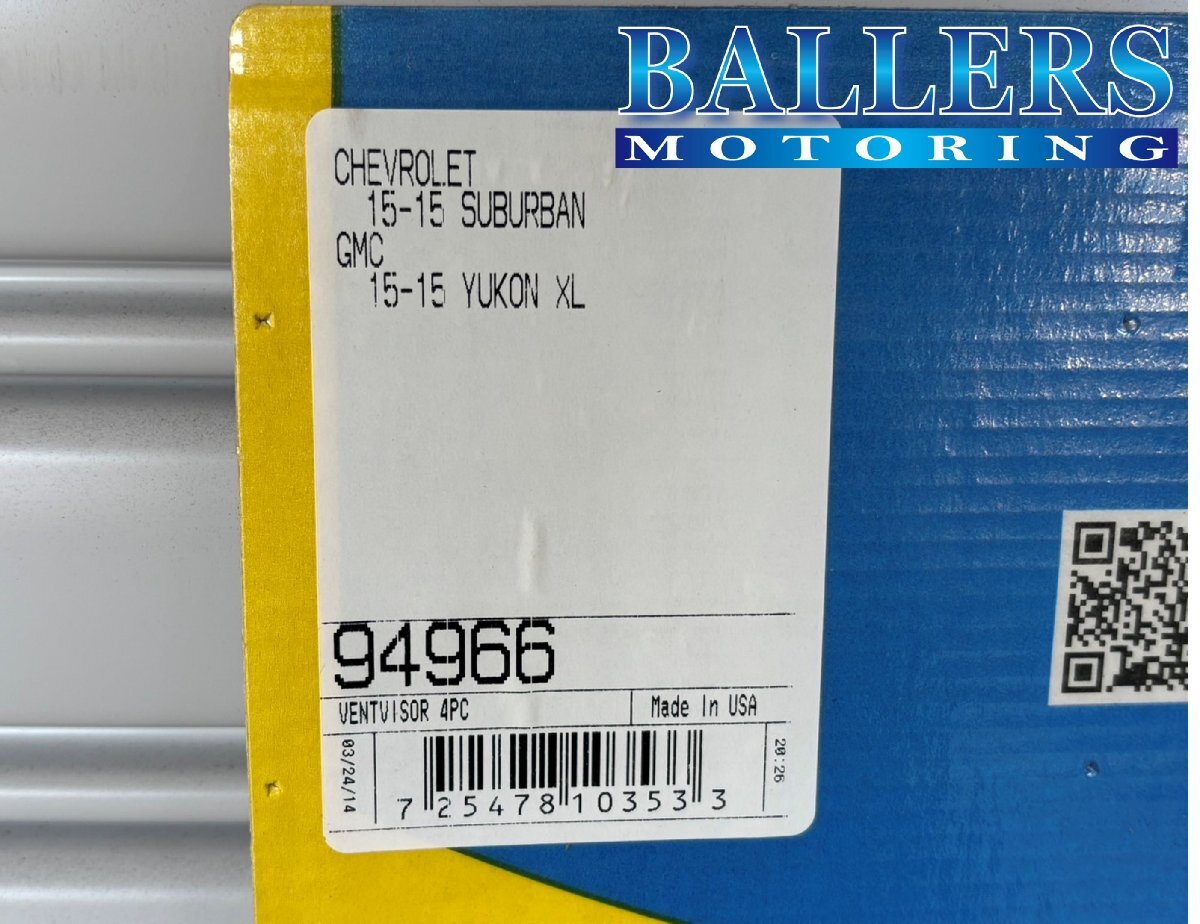 BALLERS
MOTORING
CHEVROLET
15-15 SUBURBAN
GMC
15-15 YUKON XL
94966
VENTVISOR 4PC
Made In USA
03/24/14
20:26
7 25478 10353 3